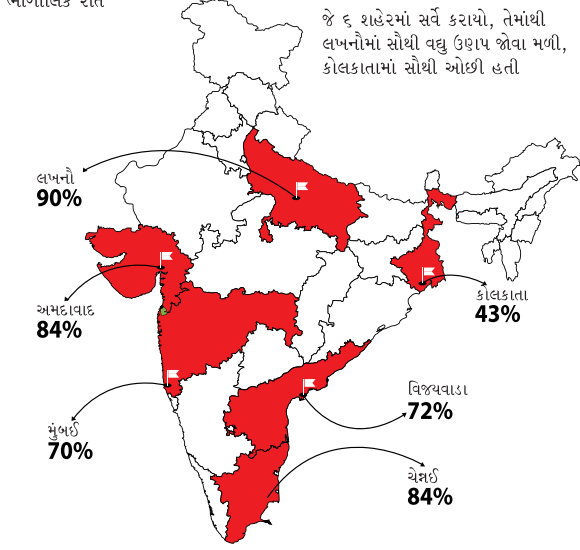 ભૌગોલિક રીતે
જે ૬ શહેરમાં સર્વે કરાયો, તેમાંથી
લખનૌમાં સૌથી વધુ ઉણપ જોવા મળી,
કોલકાતામાં સૌથી ઓછી હતી
લખનૌ
90%
અમદાવાદ
84%
કોલકાતા
43%
વિજયવાડા
72%
મુંબઈ
70%
ચેન્નઈ
84%